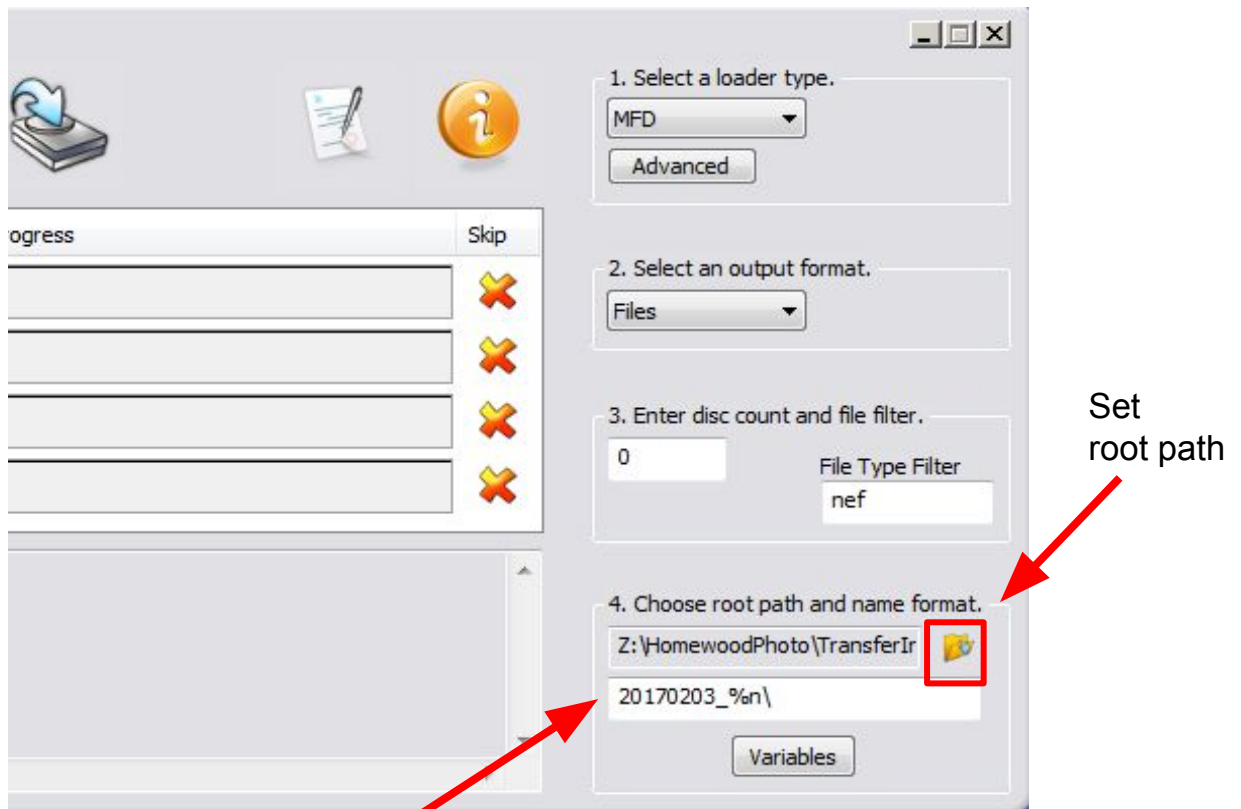 1. Select a loader type.
MFD
Advanced
ogress
Skip
2. Select an output format.
Files
3. Enter disc count and file filter.
0
File Type Filter
nef
Set
root path
4. Choose root path and name format.
Z:\HomewoodPhoto\TransferIr
20170203_%n\
Variables